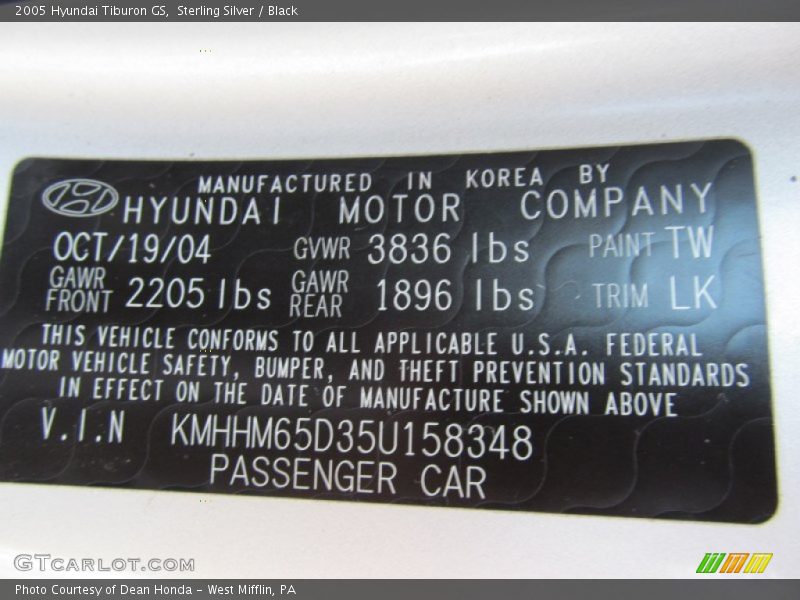 2005 Hyundai Tiburon GS, Sterling Silver / Black
MANUFACTURED IN KOREA BY
HYUNDAI MOTOR COMPANY
OCT/19/04 GVWR 3836 lbs PAINT TW
GAWR FRONT 2205 lbs GAWR REAR 1896 lbs TRIM LK
THIS VEHICLE CONFORMS TO ALL APPLICABLE U.S.A. FEDERAL
MOTOR VEHICLE SAFETY, BUMPER, AND THEFT PREVENTION STANDARDS
IN EFFECT ON THE DATE OF MANUFACTURE SHOWN ABOVE
V.I.N KMHHM65D35U158348
PASSENGER CAR
GTCARLOT.COM
Photo Courtesy of Dean Honda - West Mifflin, PA